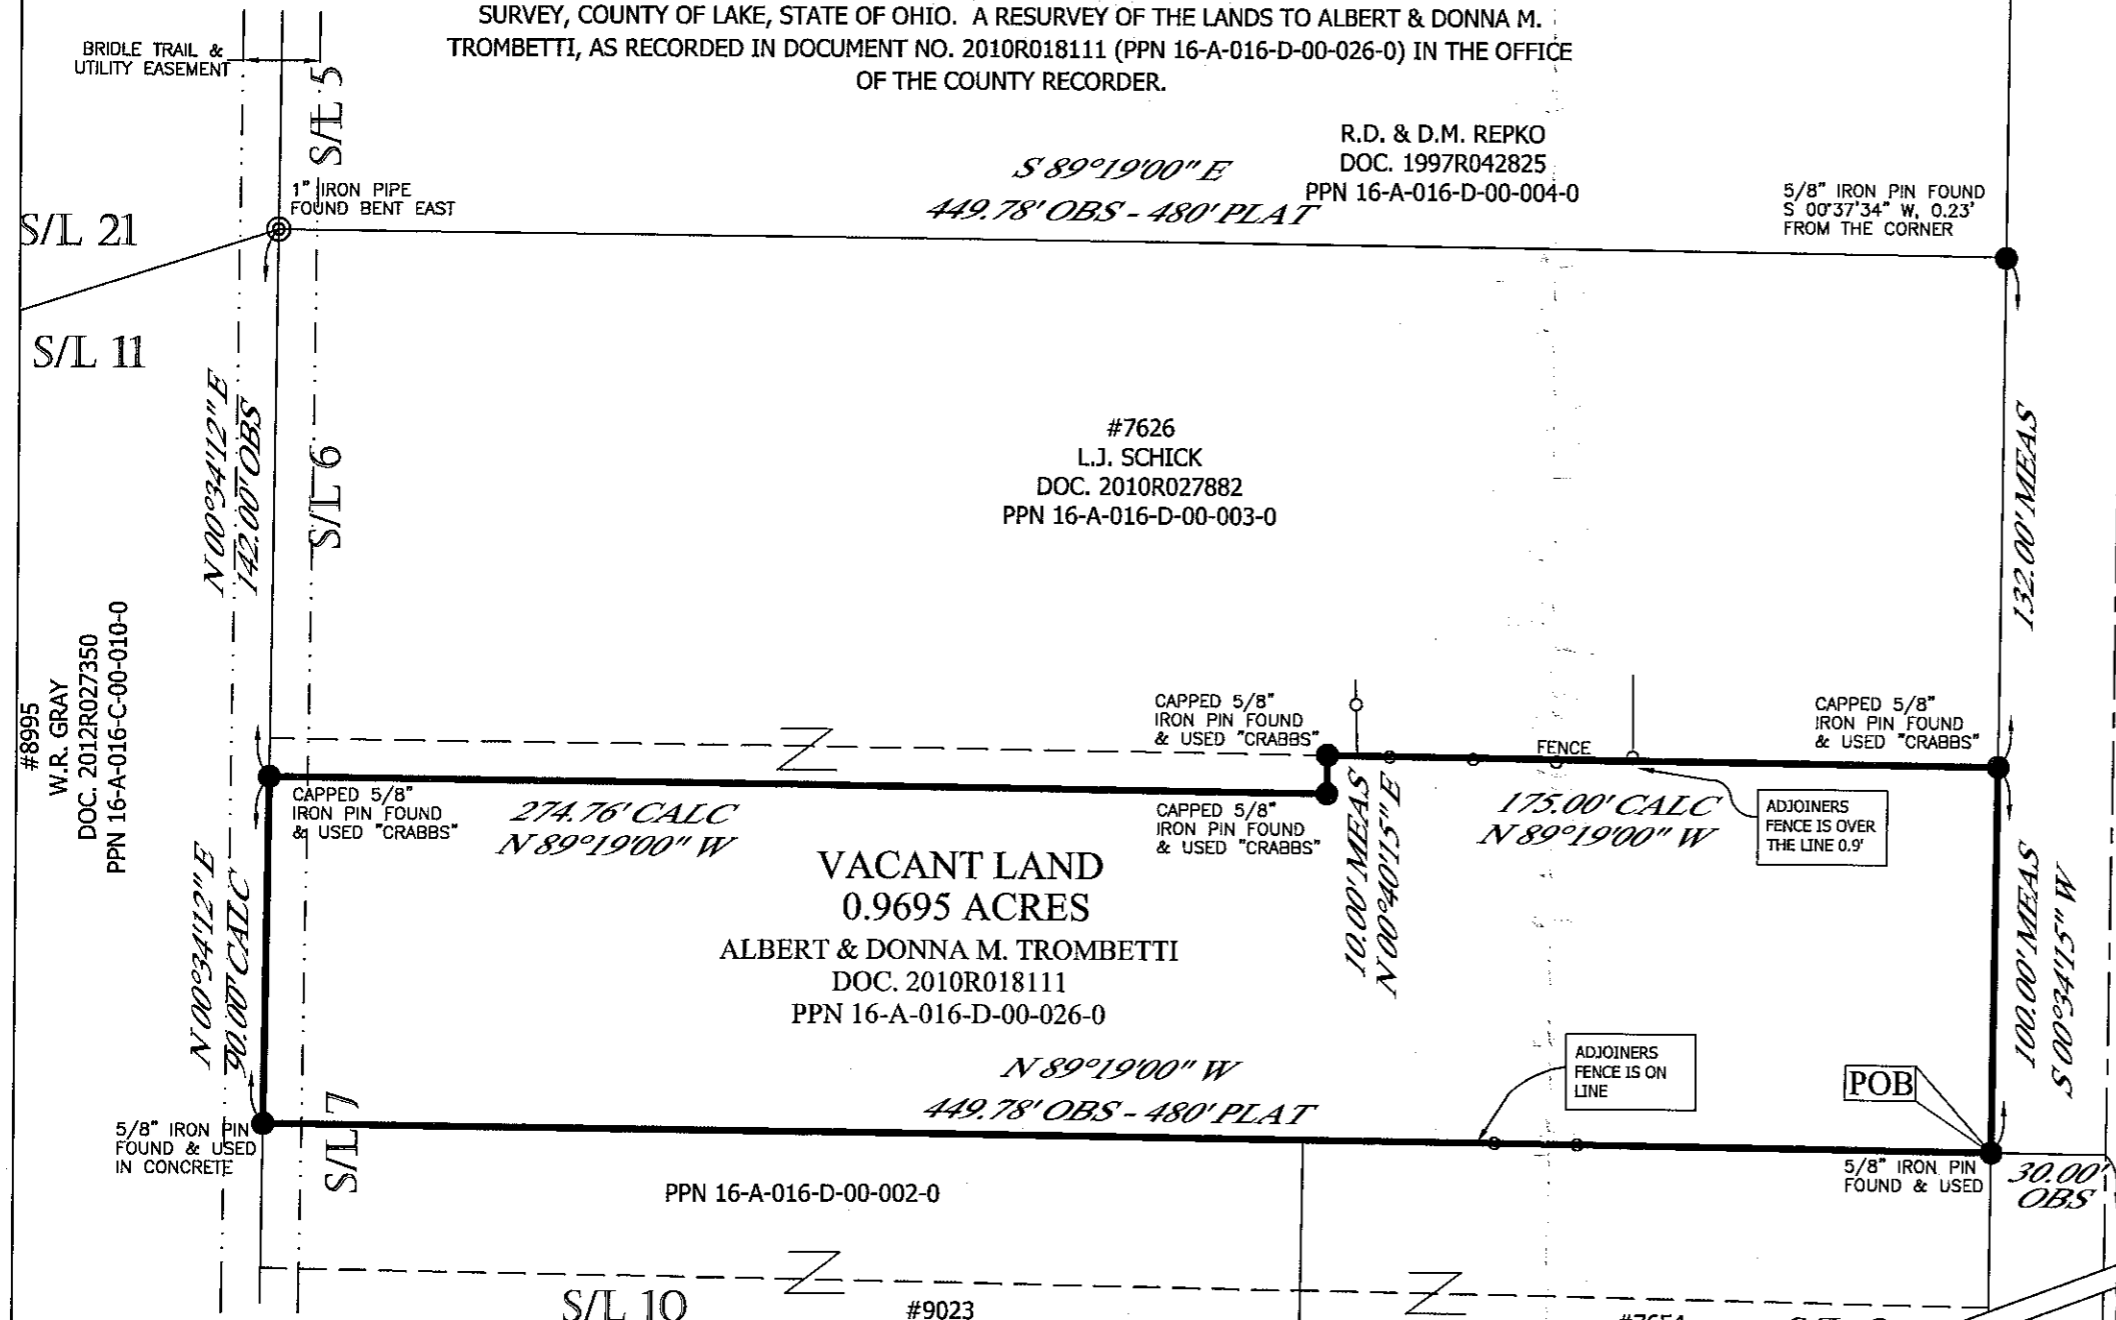 SURVEY, COUNTY OF LAKE, STATE OF OHIO. A RESURVEY OF THE LANDS TO ALBERT & DONNA M.
TROMBETTI, AS RECORDED IN DOCUMENT NO. 2010R018111 (PPN 16-A-016-D-00-026-0) IN THE OFFICE
OF THE COUNTY RECORDER.
BRIDLE TRAIL &
UTILITY EASEMENT
S/L 5
R.D. & D.M. REPKO
DOC. 1997R042825
PPN 16-A-016-D-00-004-0
S 89°19'00" E
449.78' OBS - 480' PLAT
1" IRON PIPE
FOUND BENT EAST
5/8" IRON PIN FOUND
S 00°37'34" W, 0.23'
FROM THE CORNER
S/L 21
S/L 11
N 00°34'12" E
142.00' OBS
S/L 6
#7626
L.J. SCHICK
DOC. 2010R027882
PPN 16-A-016-D-00-003-0
132.00' MEAS
#8995
W.R. GRAY
DOC. 2012R027350
PPN 16-A-016-C-00-010-0
CAPPED 5/8"
IRON PIN FOUND
& USED "CRABBS"
FENCE
CAPPED 5/8"
IRON PIN FOUND
& USED "CRABBS"
CAPPED 5/8"
IRON PIN FOUND
& USED "CRABBS"
274.76' CALC
N 89°19'00" W
CAPPED 5/8"
IRON PIN FOUND
& USED "CRABBS"
10.00' MEAS
N 00°40'15" E
175.00' CALC
N 89°19'00" W
ADJOINERS
FENCE IS OVER
THE LINE 0.9'
VACANT LAND
0.9695 ACRES
ALBERT & DONNA M. TROMBETTI
DOC. 2010R018111
PPN 16-A-016-D-00-026-0
N 00°34'12" E
90.00' CALC
100.00' MEAS
S 00°34'15" W
N 89°19'00" W
449.78' OBS - 480' PLAT
ADJOINERS
FENCE IS ON
LINE
POB
5/8" IRON PIN
FOUND & USED
IN CONCRETE
S/L 7
5/8" IRON PIN
FOUND & USED
30.00'
OBS
PPN 16-A-016-D-00-002-0
S/L 10
#9023